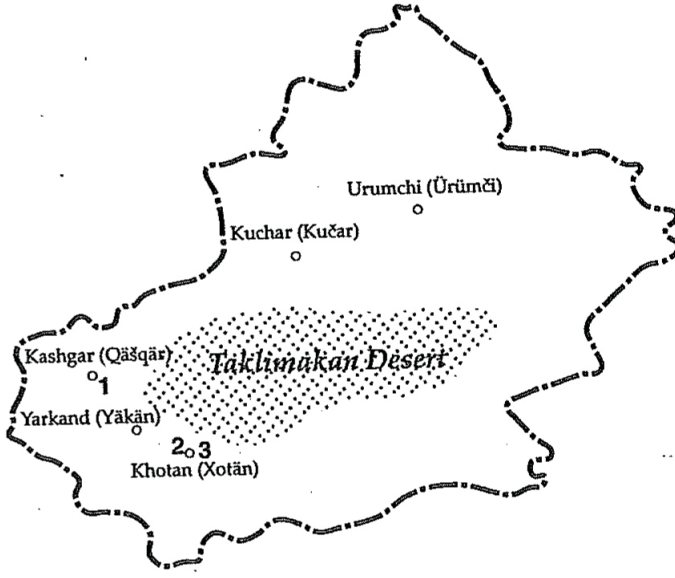 Urumchi (Ürümči)
Kuchar (Kučar)
Kashgar (Qäšqär)
Taklimakan Desert
1
Yarkand (Yäkän)
2 3
Khotan (Xotän)